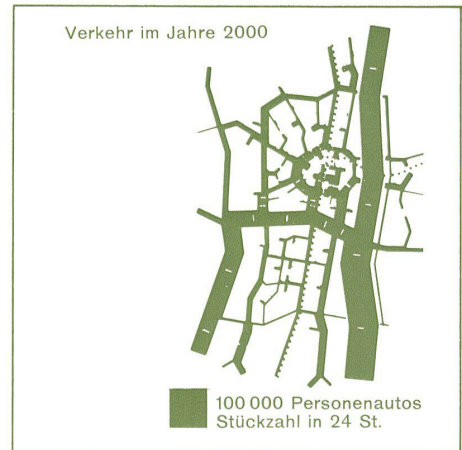 Verkehr im Jahre 2000
100 000 Personenautos
Stückzahl in 24 St.